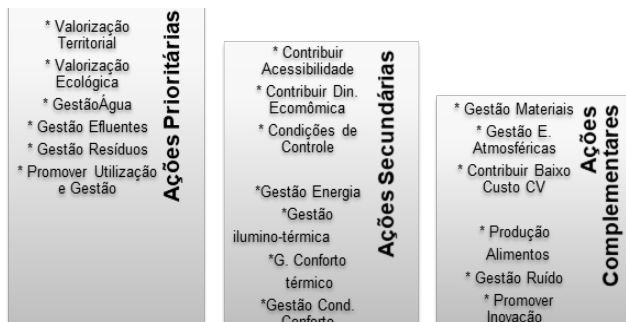 * Valorização
Territorial
* Valorização
Ecológica
* GestãoÁgua
* Gestão Efluentes
* Gestão Resíduos
* Promover Utilização
e Gestão
Ações Prioritárias
* Contribuir
Acessibilidade
* Contribuir Din.
Ecomômica
* Condições de
Controle
*Gestão Energia
*Gestão
ilumino-térmica
*G. Conforto
térmico
*Gestão Cond.
Conforto
Ações Secundárias
* Gestão Materiais
* Gestão E.
Atmosféricas
* Contribuir Baixo
Custo CV
* Produção
Alimentos
* Gestão Ruído
* Promover
Inovação
Ações
Complementares